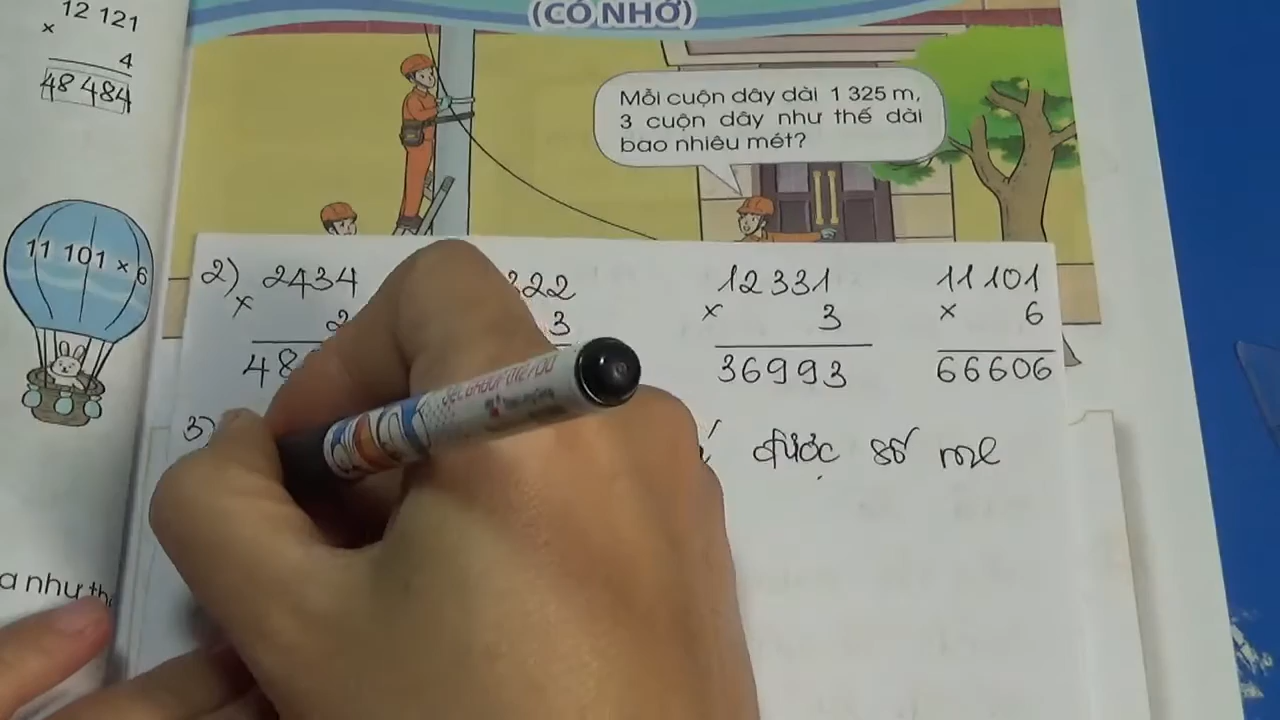 (CÓ NHỚ)
12 121
×
4
48 484
Mỗi cuộn dây dài 1 325 m,
3 cuộn dây như thế dài
bao nhiêu mét?
11 101 × 6
2) 2434
×
2
48
222
3
12331
×
3
36993
11101
×
6
66606
3)
được số me
a như